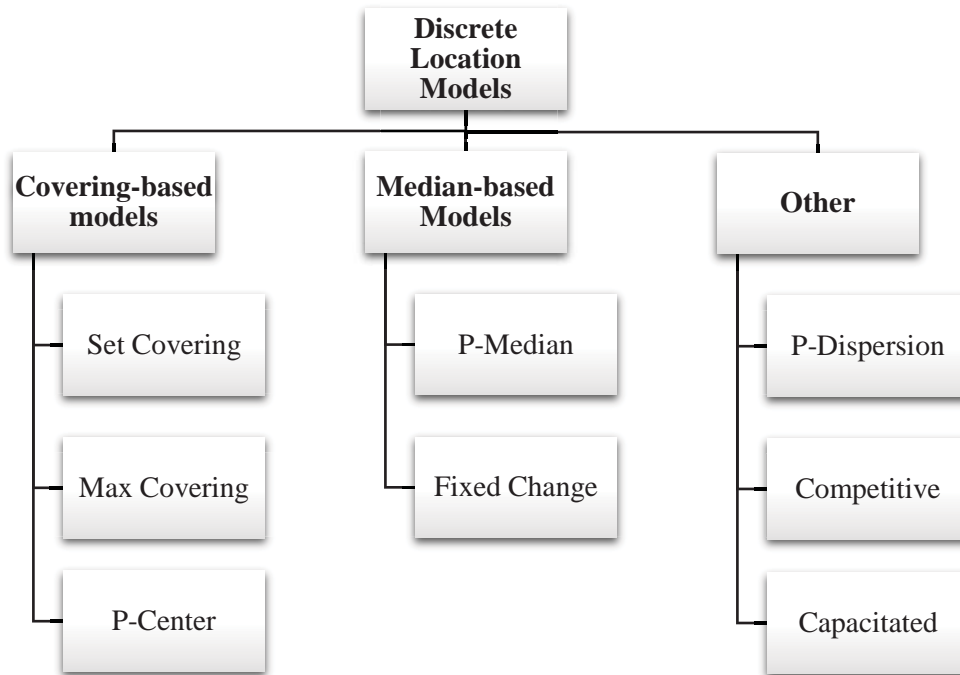 Discrete
Location
Models
Covering-based
models
Median-based
Models
Other
Set Covering
P-Median
P-Dispersion
Max Covering
Fixed Change
Competitive
P-Center
Capacitated